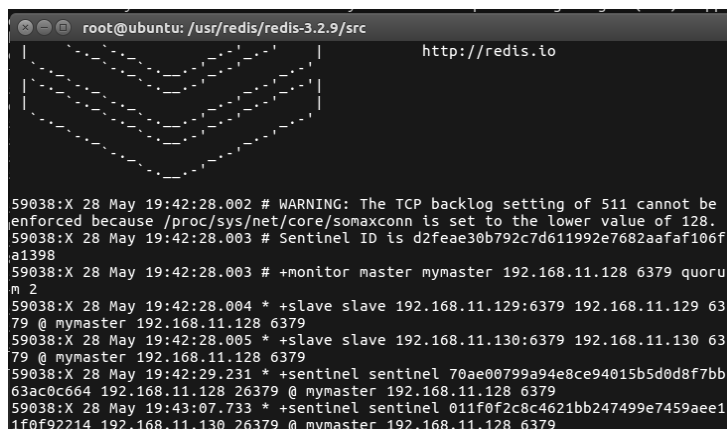 root@ubuntu: /usr/redis/redis-3.2.9/src
http://redis.io
59038:X 28 May 19:42:28.002 # WARNING: The TCP backlog setting of 511 cannot be
enforced because /proc/sys/net/core/somaxconn is set to the lower value of 128.
59038:X 28 May 19:42:28.003 # Sentinel ID is d2feae30b792c7d611992e7682aafaf106f
a1398
59038:X 28 May 19:42:28.003 # +monitor master mymaster 192.168.11.128 6379 quoru
m 2
59038:X 28 May 19:42:28.004 * +slave slave 192.168.11.129:6379 192.168.11.129 63
79 @ mymaster 192.168.11.128 6379
59038:X 28 May 19:42:28.005 * +slave slave 192.168.11.130:6379 192.168.11.130 63
79 @ mymaster 192.168.11.128 6379
59038:X 28 May 19:42:29.231 * +sentinel sentinel 70ae00799a94e8ce94015b5d0d8f7bb
63ac0c664 192.168.11.128 26379 @ mymaster 192.168.11.128 6379
59038:X 28 May 19:43:07.733 * +sentinel sentinel 011f0f2c8c4621bb247499e7459aee1
1f0f92214 192.168.11.130 26379 @ mymaster 192.168.11.128 6379